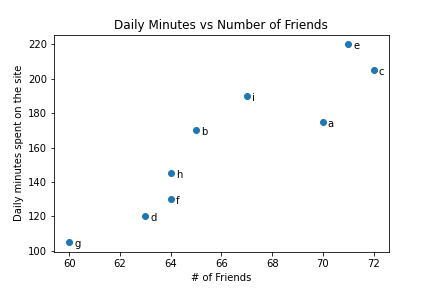 Daily Minutes vs Number of Friends
Daily minutes spent on the site
220
200
180
160
140
120
100
e
c
i
a
b
h
f
d
g
60
62
64
66
68
70
72
# of Friends